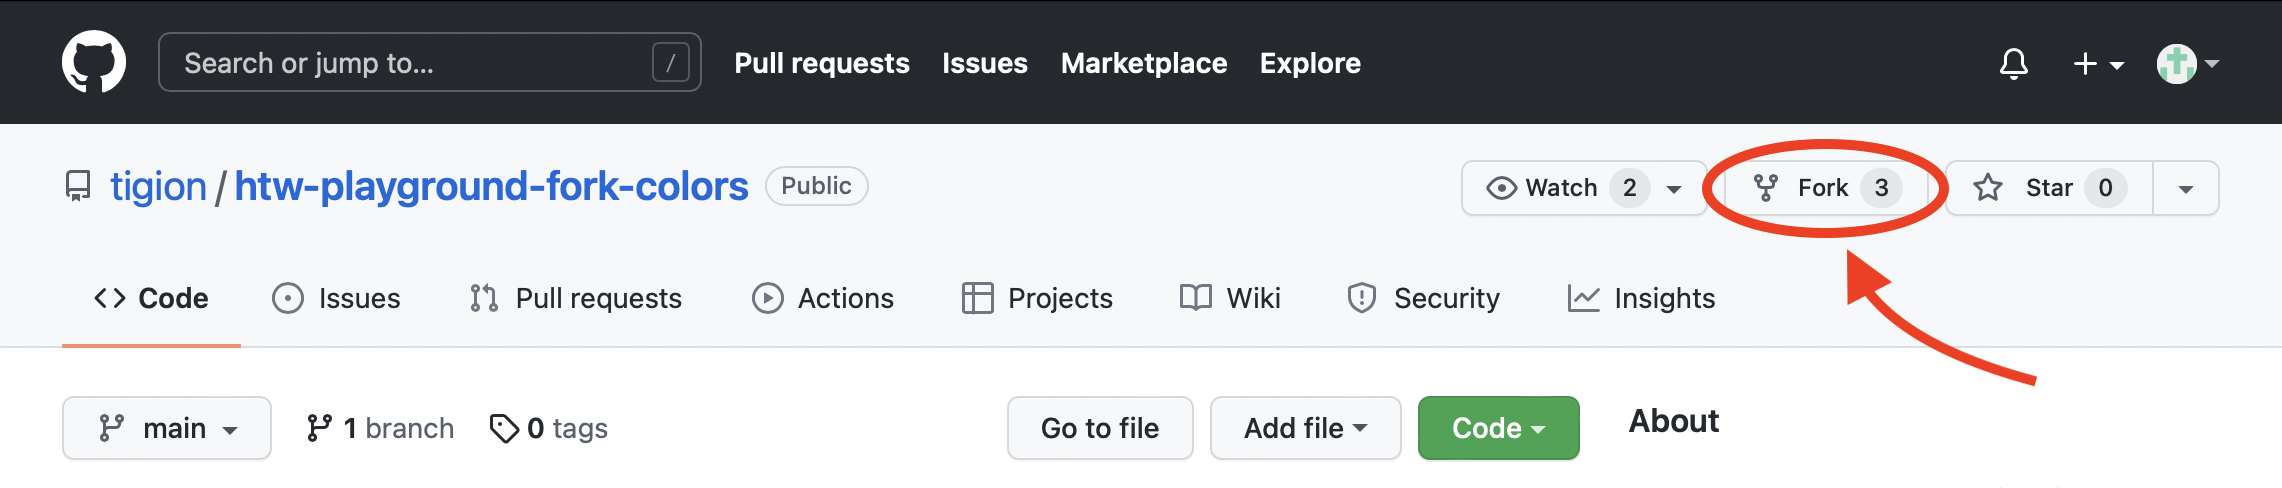 Search or jump to... / Pull requests Issues Marketplace Explore
tigion / htw-playground-fork-colors Public Watch 2 Fork 3 Star 0
Code Issues Pull requests Actions Projects Wiki Security Insights
main 1 branch 0 tags Go to file Add file Code About